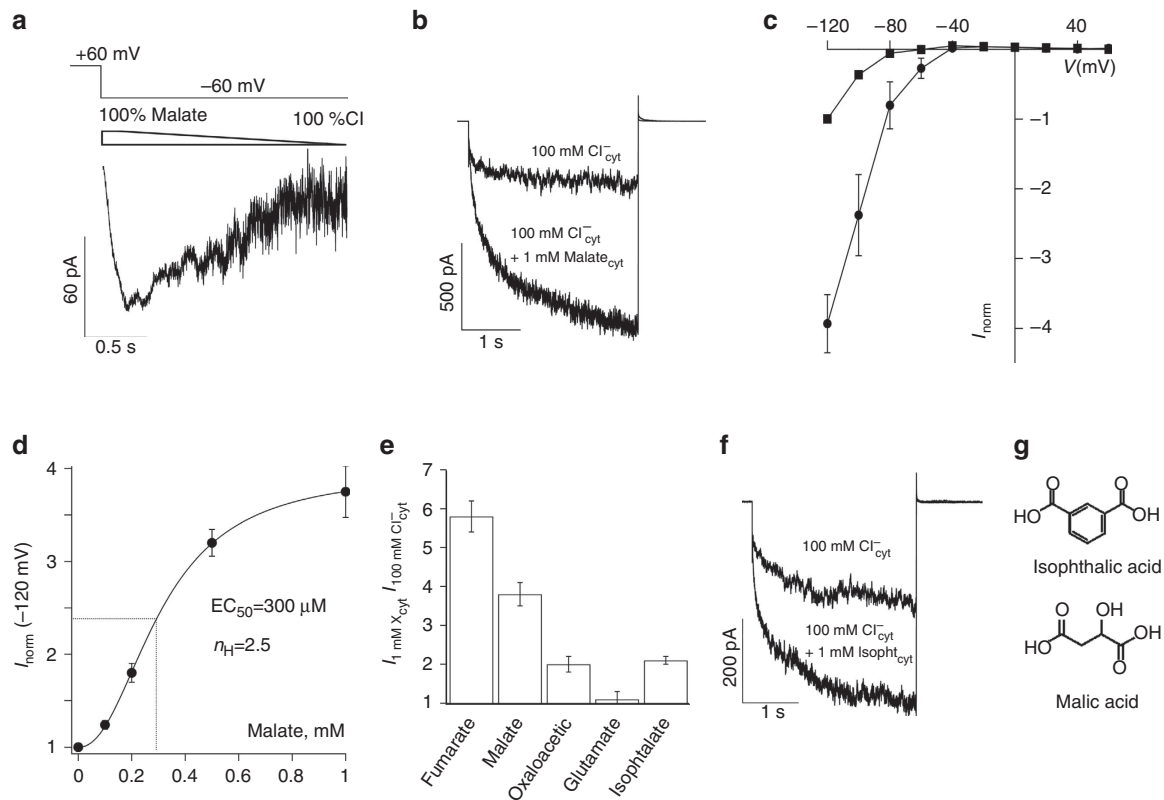 a
+60 mV
−60 mV
100% Malate
100 %Cl
60 pA
0.5 s
b
100 mM Cl⁻cyt
100 mM Cl⁻cyt
+ 1 mM Malatecyt
500 pA
1 s
c
−120
−80
−40
40
V(mV)
−1
−2
−3
−4
Inorm
d
4
3
2
1
Inorm (−120 mV)
EC50=300 μM
nH=2.5
Malate, mM
0
0.2
0.4
0.6
0.8
1
e
7
6
5
4
3
2
1
I1 mM Xcyt I100 mM Cl⁻cyt
Fumarate
Malate
Oxaloacetic
Glutamate
Isophtalate
f
100 mM Cl⁻cyt
100 mM Cl⁻cyt
+ 1 mM Isophtcyt
200 pA
1 s
g
O
O
HO
OH
Isophthalic acid
O
OH
HO
OH
O
Malic acid